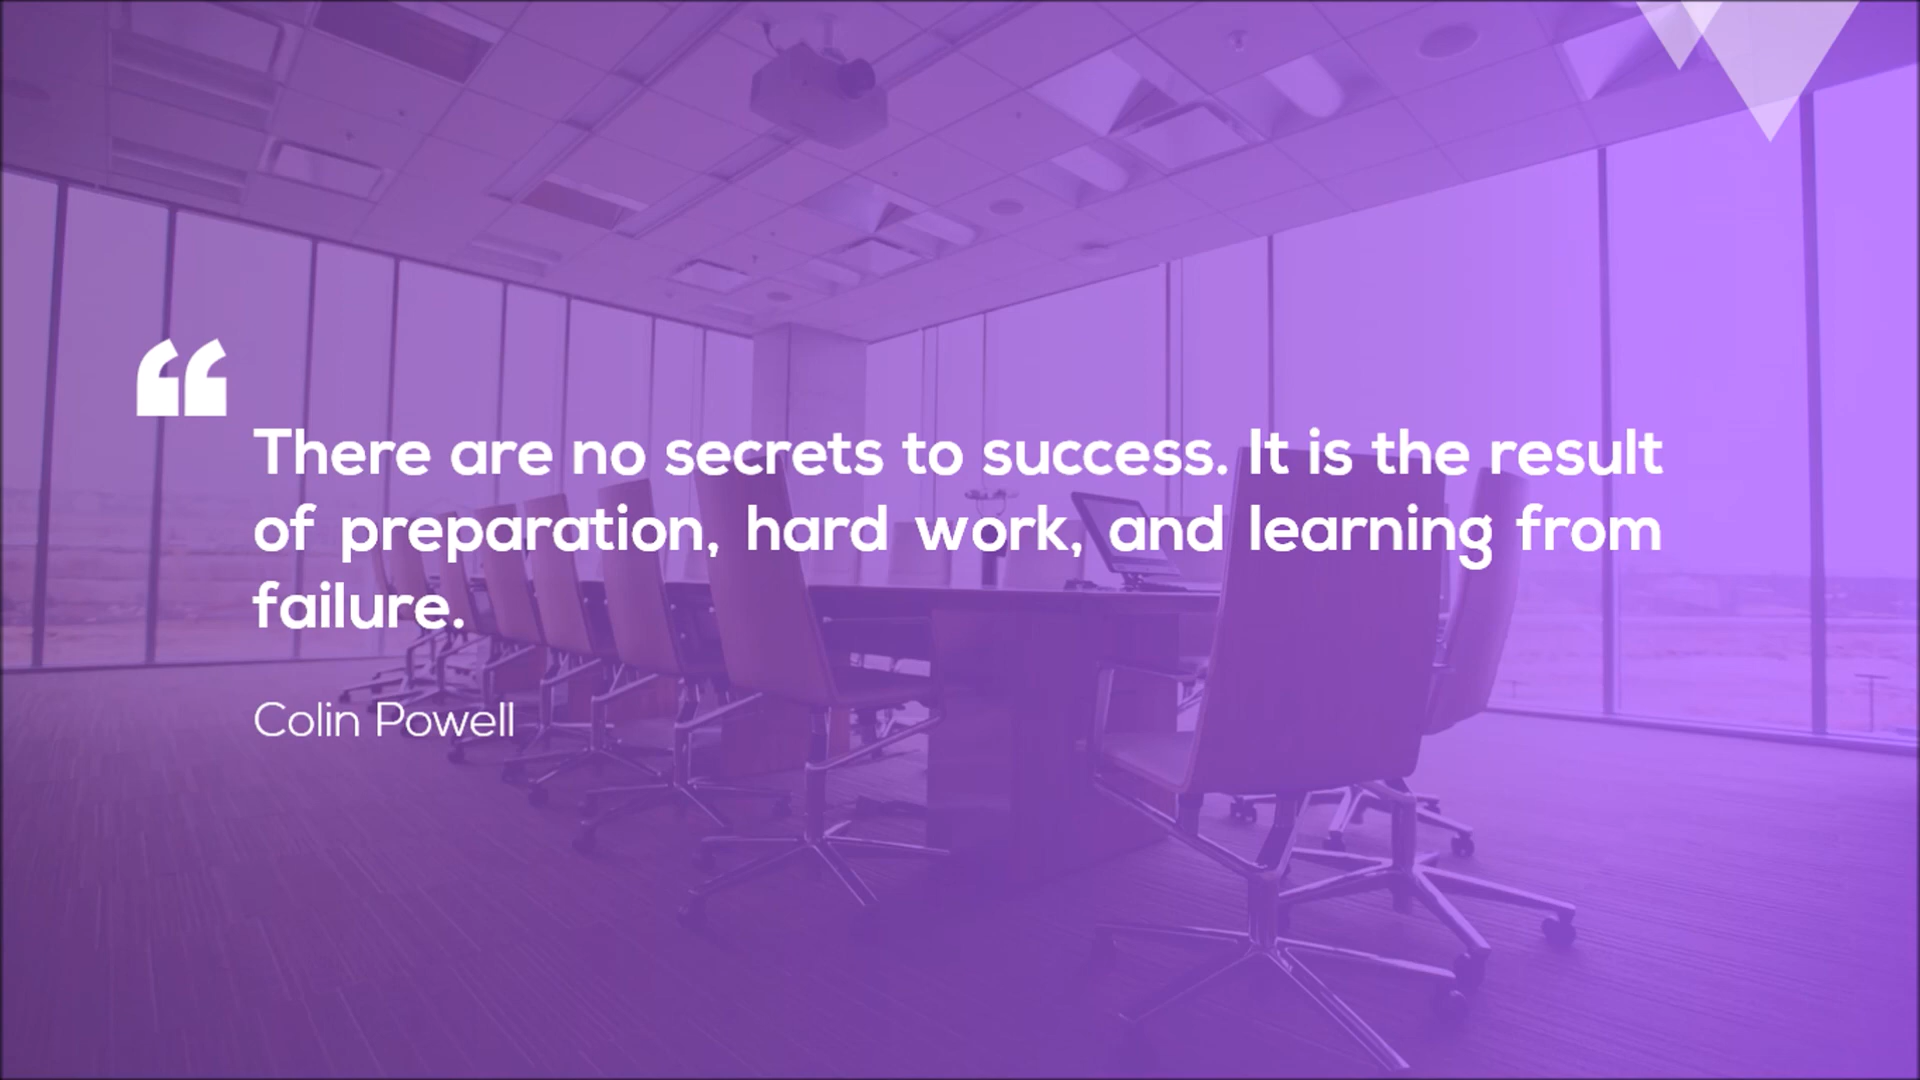 “
There are no secrets to success. It is the result
of preparation, hard work, and learning from
failure.
Colin Powell